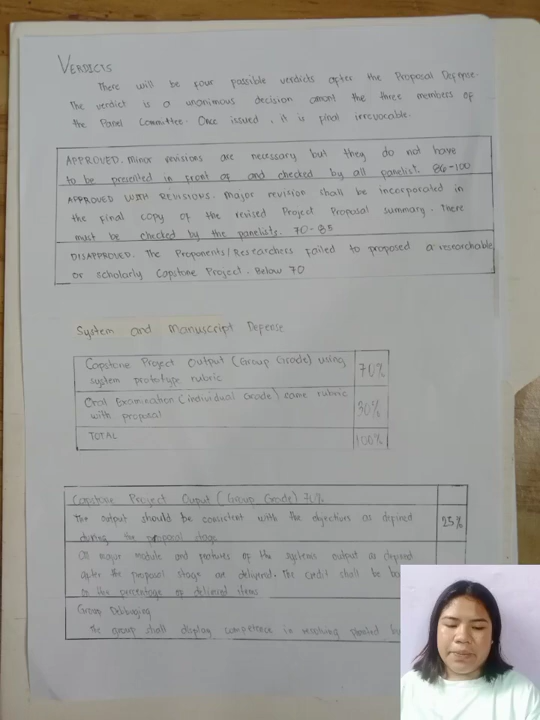 VERDICTS
There will be four possible verdicts after the Proposal Defense.
The verdict is a unanimous decision among the three members of
the Panel Committee. Once issued, it is final irrevocable.
APPROVED. Minor revisions are necessary but they do not have
to be presented in front of and checked by all panelist. 86-100
APPROVED WITH REVISIONS. Major revision shall be incorporated in
the final copy of the revised Project Proposal summary. There
must be checked by the panelists. 70-85
DISAPPROVED. The Proponents/Researchers failed to proposed a researchable
or scholarly Capstone Project. Below 70
System and Manuscript Defense
Capstone Project Output (Group Grade) using 70%
system prototype rubric
Oral Examination (individual Grade) same rubric 30%
with proposal
TOTAL 100%
Capstone Project Output (Group Grade) 70%
The output should be consistent with the objectives as defined 25%
during the proposal stage
All major module and features of the systems output as defined
after the proposal stage are delivered. The credit shall be
on the percentage of delivered items
Group Debugging
The group shall display competence in resolving